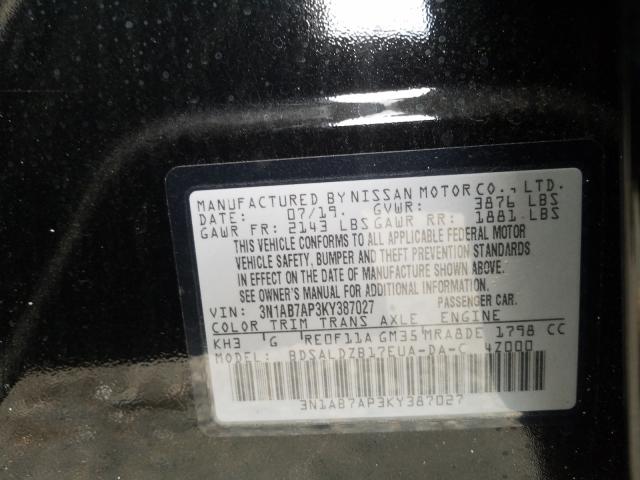 MANUFACTURED BY NISSAN MOTOR CO., LTD.
DATE: 07/19. GVWR: 3876 LBS
GAWR FR: 2143 LBS GAWR RR: 1881 LBS
THIS VEHICLE CONFORMS TO ALL APPLICABLE FEDERAL MOTOR
VEHICLE SAFETY, BUMPER AND THEFT PREVENTION STANDARDS
IN EFFECT ON THE DATE OF MANUFACTURE SHOWN ABOVE.
SEE OWNER'S MANUAL FOR ADDITIONAL INFORMATION
VIN: 3N1AB7AP3KY387027 PASSENGER CAR.
COLOR TRIM TRANS AXLE ENGINE
KH3 G RE0F11A GM35 MRA8DE 1798 CC
MODEL: BDSALDZB17EUA-DA-C 4Z000
3N1AB7AP3KY387027